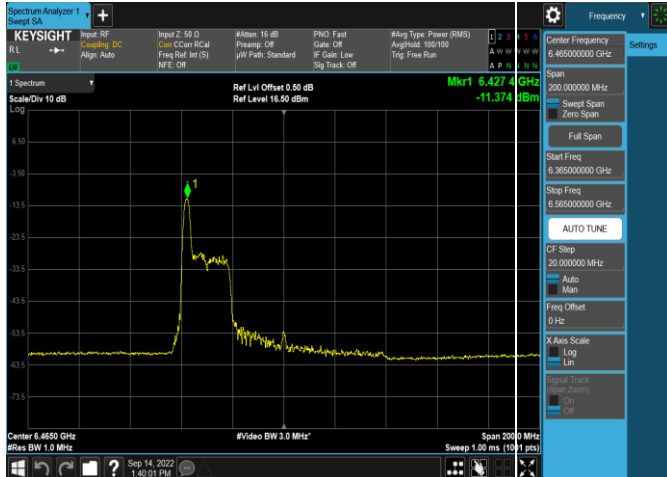 Spectrum Analyzer 1
Swept SA
+
Frequency
KEYSIGHT
RL
Input: RF
Coupling: DC
Align: Auto
Input Z: 50 Ω
Corr CCorr RCal
Freq Ref: Int (S)
NFE: Off
#Atten: 16 dB
Preamp: Off
µW Path: Standard
PNO: Fast
Gate: Off
IF Gain: Low
Sig Track: Off
#Avg Type: Power (RMS)
Avg|Hold: 100/100
Trig: Free Run
1 2 3 4 5 6
A W W W W W
A P N N N N
1 Spectrum
Scale/Div 10 dB
Log
Ref Lvl Offset 0.50 dB
Ref Level 16.50 dBm
Mkr1 6.427 4 GHz
-11.374 dBm
1
6.50
-3.50
-13.5
-23.5
-33.5
-43.5
-53.5
-63.5
-73.5
Center 6.4650 GHz
#Res BW 1.0 MHz
#Video BW 3.0 MHz*
Span 200.0 MHz
Sweep 1.00 ms (1001 pts)
?
Sep 14, 2022
1:40:01 PM
Center Frequency
6.465000000 GHz
Settings
Span
200.000000 MHz
Swept Span
Zero Span
Full Span
Start Freq
6.365000000 GHz
Stop Freq
6.565000000 GHz
AUTO TUNE
CF Step
20.000000 MHz
Auto
Man
Freq Offset
0 Hz
X Axis Scale
Log
Lin
Signal Track
(Span Zoom)
On
Off